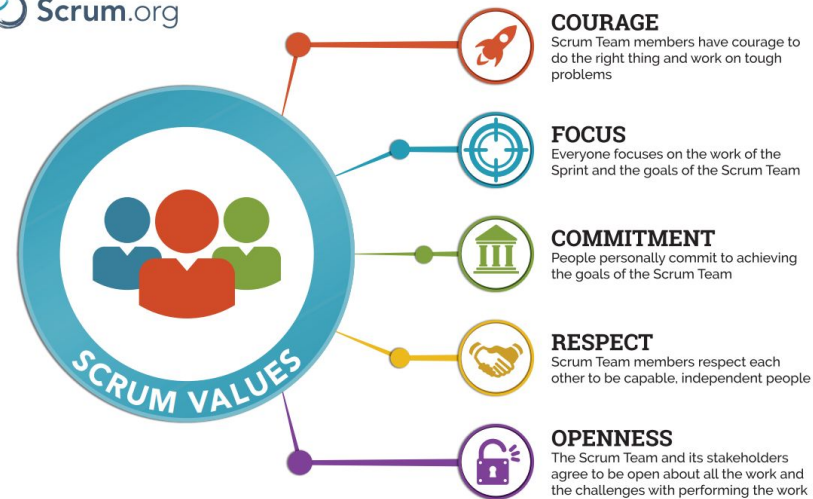 Scrum.org
COURAGE
Scrum Team members have courage to
do the right thing and work on tough
problems
FOCUS
Everyone focuses on the work of the
Sprint and the goals of the Scrum Team
COMMITMENT
People personally commit to achieving
the goals of the Scrum Team
RESPECT
Scrum Team members respect each
other to be capable, independent people
OPENNESS
The Scrum Team and its stakeholders
agree to be open about all the work and
the challenges with performing the work
SCRUM VALUES